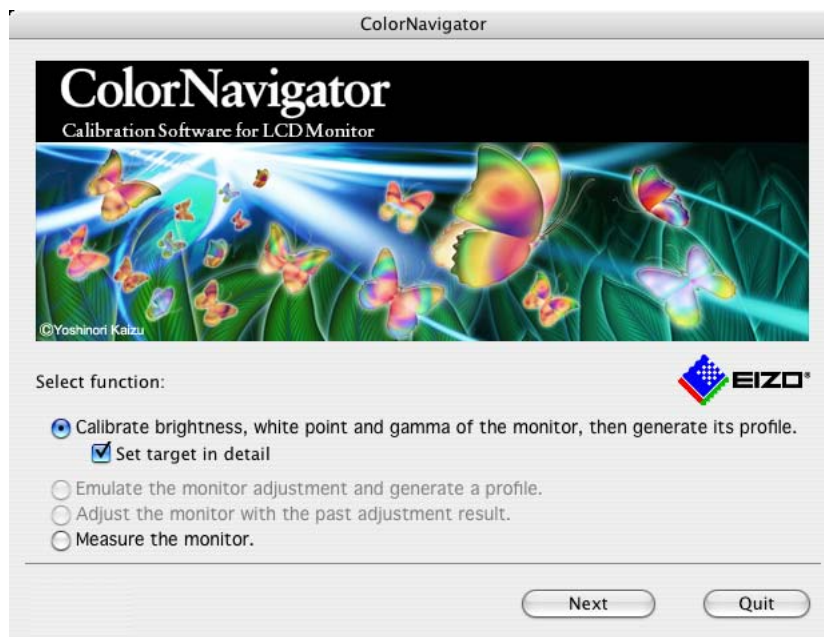 ColorNavigator
ColorNavigator
Calibration Software for LCD Monitor
©Yoshinori Kaizu
Select function:
EIZO®
Calibrate brightness, white point and gamma of the monitor, then generate its profile.
Set target in detail
Emulate the monitor adjustment and generate a profile.
Adjust the monitor with the past adjustment result.
Measure the monitor.
Next
Quit